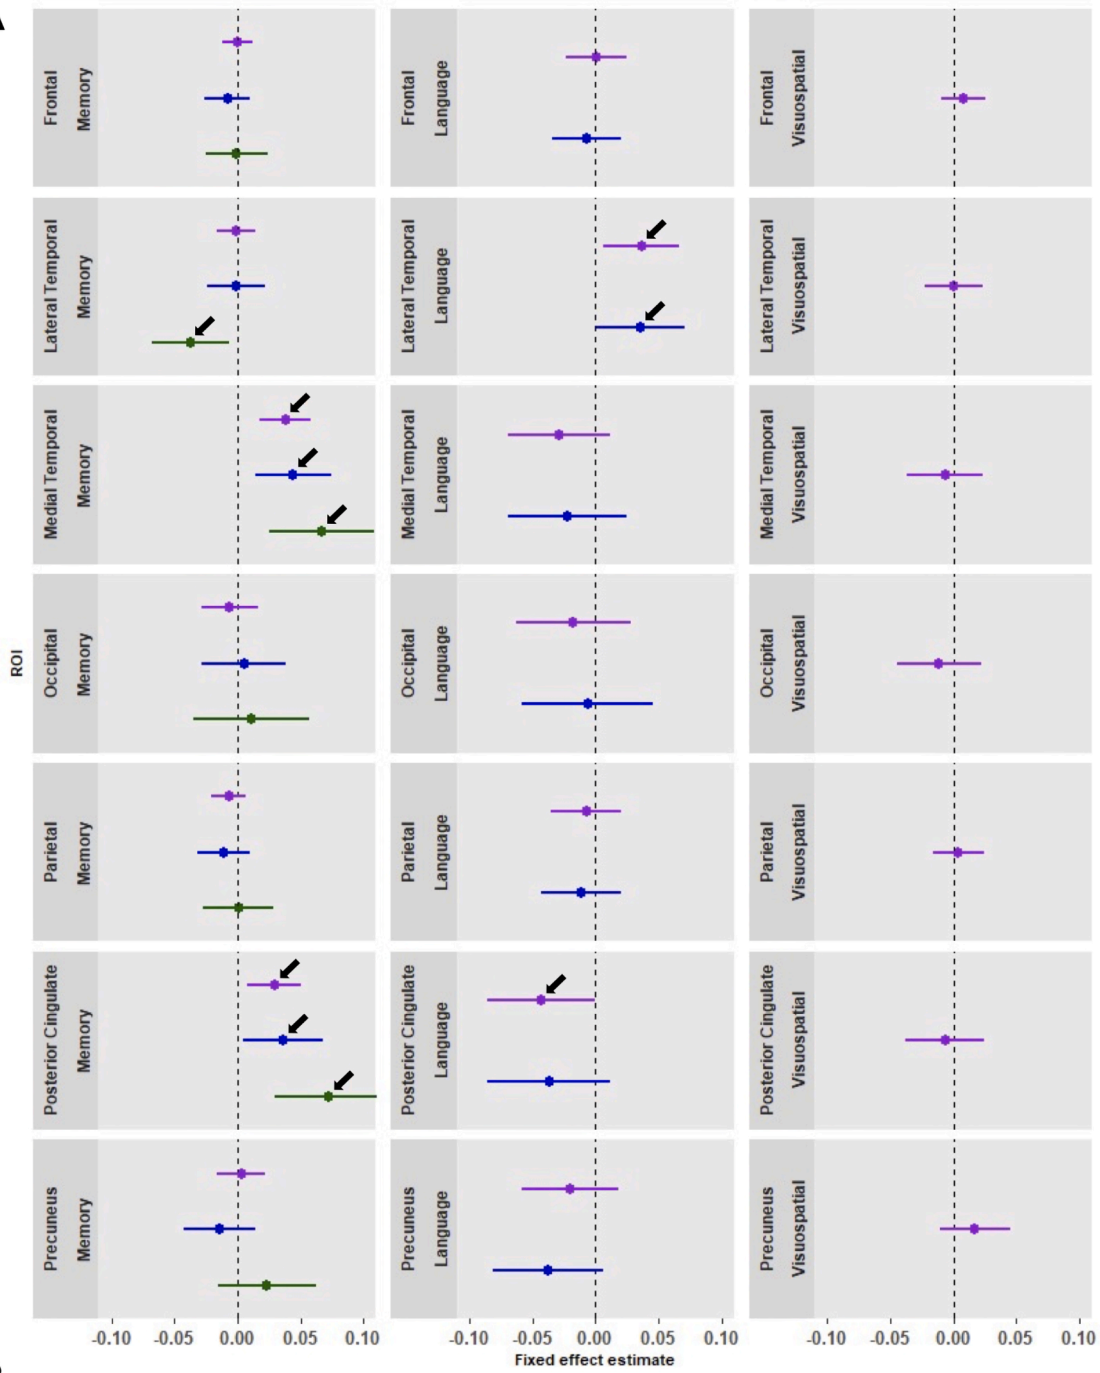 Frontal
Memory
Frontal
Language
Frontal
Visuospatial
Lateral Temporal
Memory
Lateral Temporal
Language
Lateral Temporal
Visuospatial
Medial Temporal
Memory
Medial Temporal
Language
Medial Temporal
Visuospatial
ROI
Occipital
Memory
Occipital
Language
Occipital
Visuospatial
Parietal
Memory
Parietal
Language
Parietal
Visuospatial
Posterior Cingulate
Memory
Posterior Cingulate
Language
Posterior Cingulate
Visuospatial
Precuneus
Memory
Precuneus
Language
Precuneus
Visuospatial
-0.10 -0.05 0.00 0.05 0.10 -0.10 -0.05 0.00 0.05 0.10 -0.10 -0.05 0.00 0.05 0.10
Fixed effect estimate